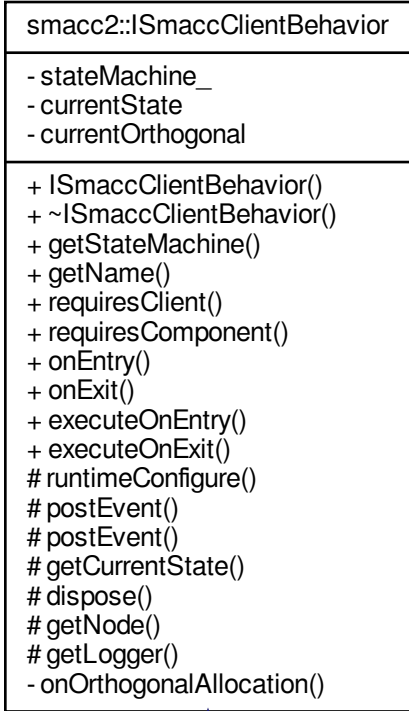 smacc2::ISmaccClientBehavior
- stateMachine_
- currentState
- currentOrthogonal
+ ISmaccClientBehavior()
+ ~ISmaccClientBehavior()
+ getStateMachine()
+ getName()
+ requiresClient()
+ requiresComponent()
+ onEntry()
+ onExit()
+ executeOnEntry()
+ executeOnExit()
# runtimeConfigure()
# postEvent()
# postEvent()
# getCurrentState()
# dispose()
# getNode()
# getLogger()
- onOrthogonalAllocation()